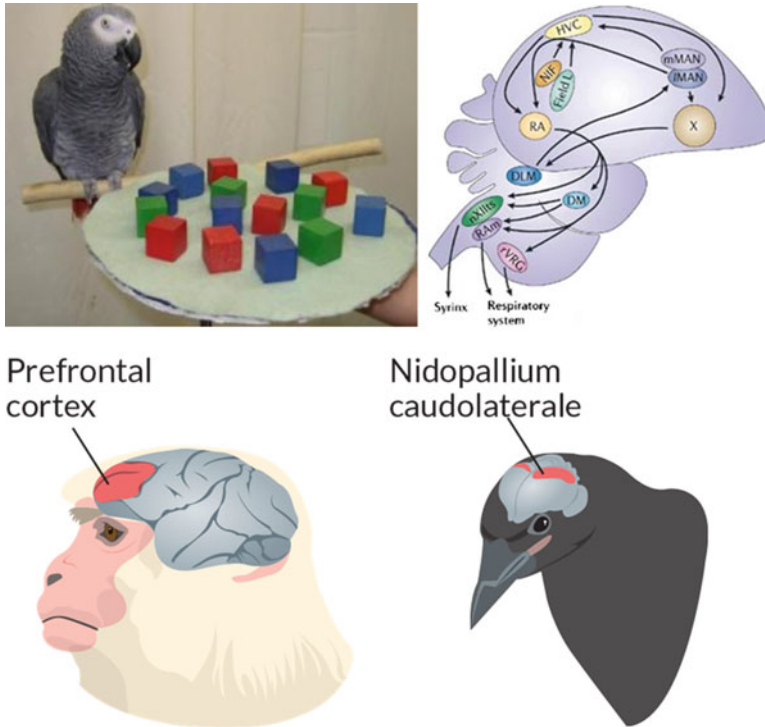 HVC
mMAN
lMAN
NIF
Field L
RA
X
DLM
DM
nXIIts
RAm
rVRG
Syrinx
Respiratory
system
Prefrontal
cortex
Nidopallium
caudolaterale